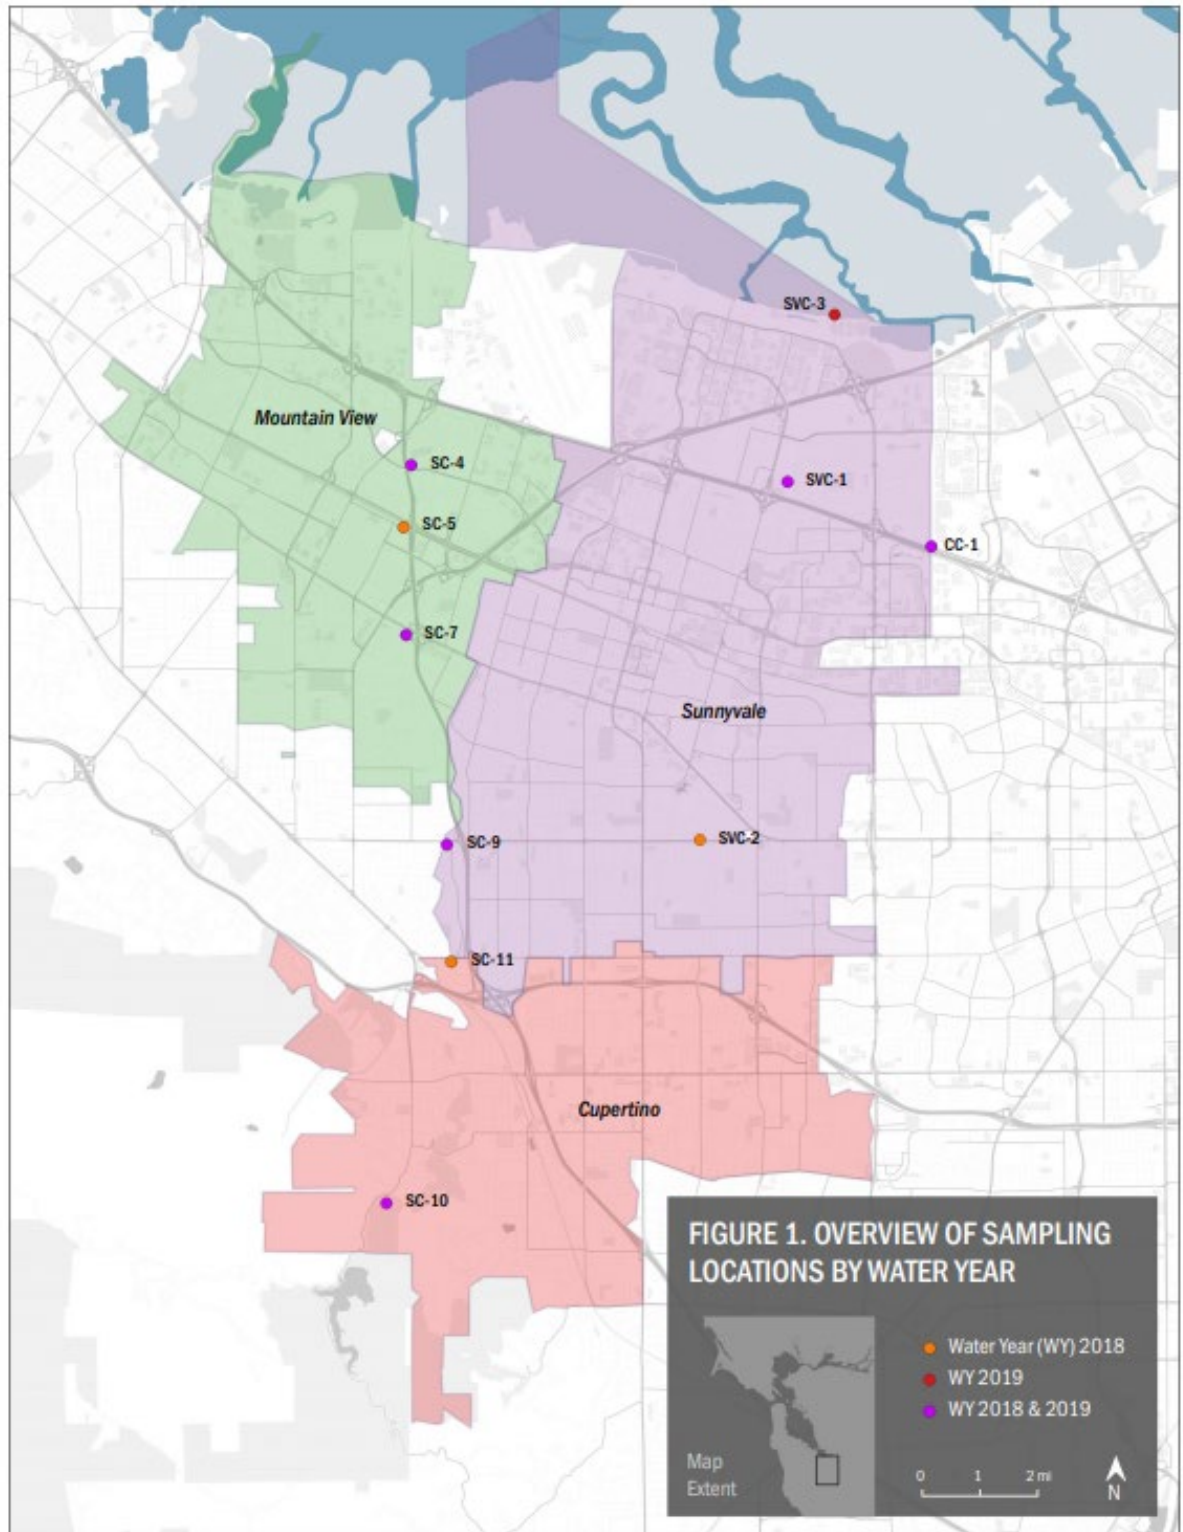 SVC-3
Mountain View
SC-4
SVC-1
SC-5
CC-1
SC-7
Sunnyvale
SC-9
SVC-2
SC-11
Cupertino
SC-10
FIGURE 1. OVERVIEW OF SAMPLING
LOCATIONS BY WATER YEAR
Water Year (WY) 2018
WY 2019
WY 2018 & 2019
Map
Extent
0 1 2 mi
N